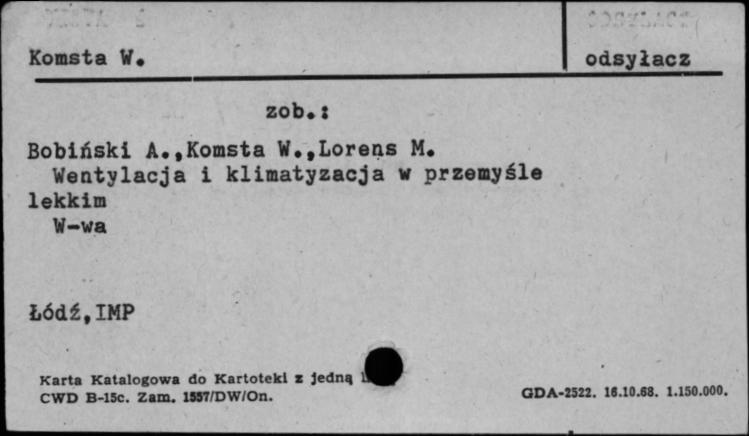 Komsta W.
odsyłacz
zob.:
Bobiński A.,Komsta W.,Lorens M.
Wentylacja i klimatyzacja w przemyśle
lekkim
W-wa
Łódź,IMP
Karta Katalogowa do Kartoteki z jedną
CWD B-15c. Zam. 1557/DW/On.
GDA-2522. 16.10.68. 1.150.000.